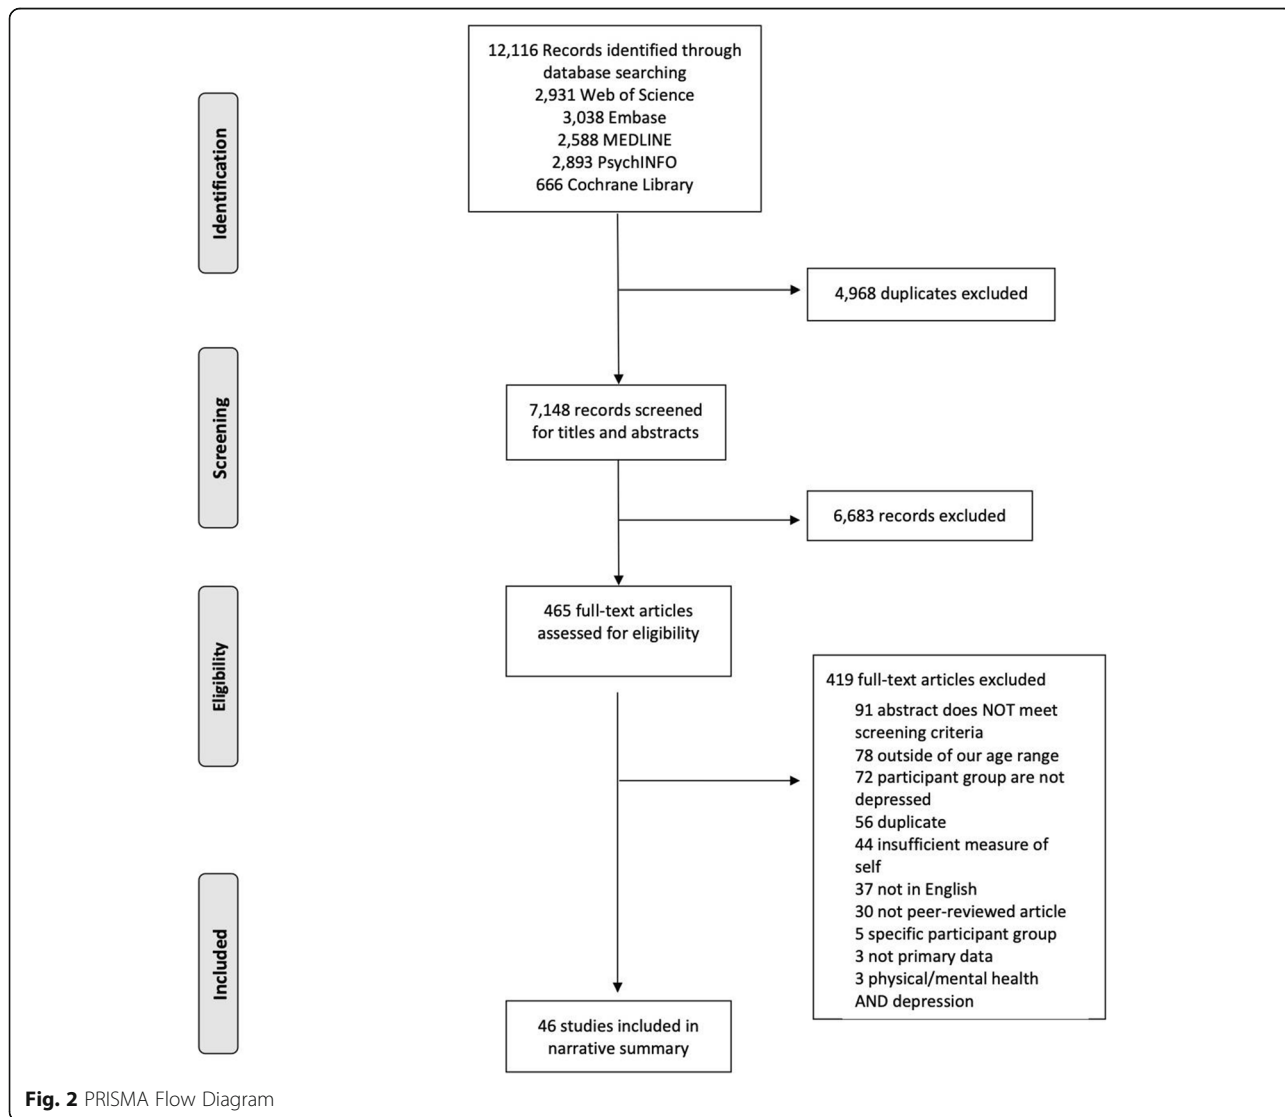 12,116 Records identified through
database searching
2,931 Web of Science
3,038 Embase
2,588 MEDLINE
2,893 PsychINFO
666 Cochrane Library
Identification
4,968 duplicates excluded
Screening
7,148 records screened
for titles and abstracts
6,683 records excluded
Eligibility
465 full-text articles
assessed for eligibility
419 full-text articles excluded
91 abstract does NOT meet
screening criteria
78 outside of our age range
72 participant group are not
depressed
56 duplicate
44 insufficient measure of
self
37 not in English
30 not peer-reviewed article
5 specific participant group
3 not primary data
3 physical/mental health
AND depression
Included
46 studies included in
narrative summary
Fig. 2 PRISMA Flow Diagram